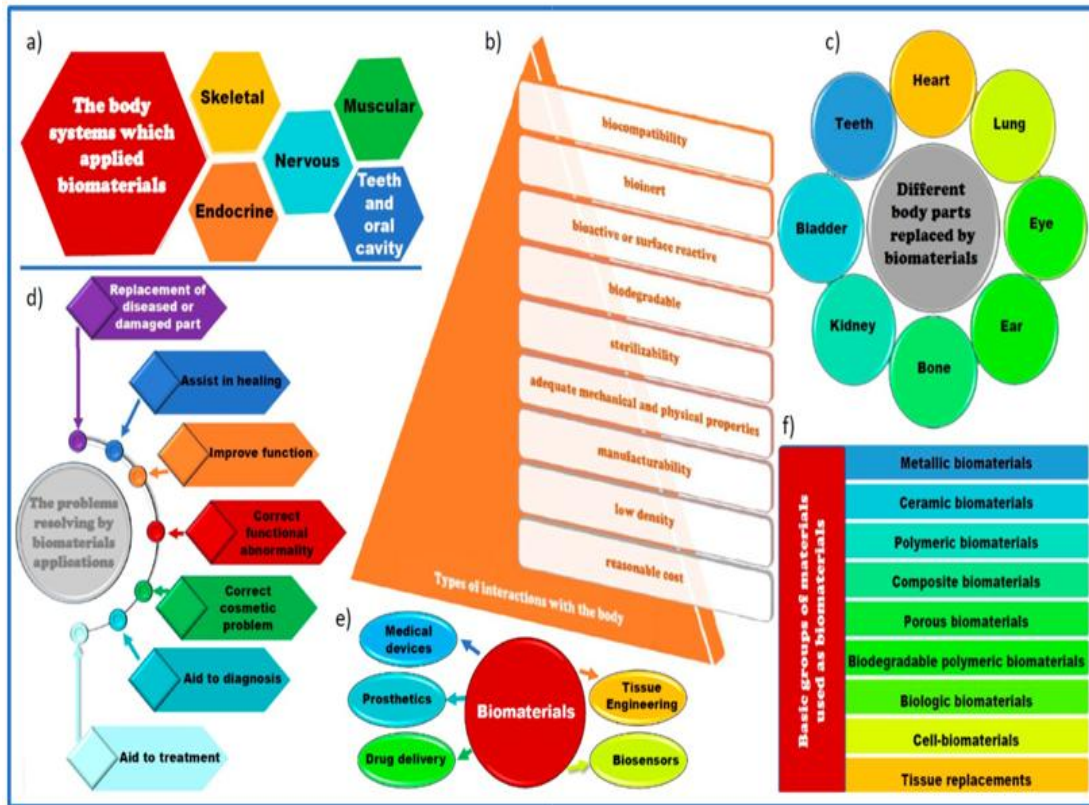 a)
The body
systems which
applied
biomaterials
Skeletal
Endocrine
Nervous
Muscular
Teeth
and
oral
cavity
b)
biocompatibility
bioinert
bioactive or surface reactive
biodegradable
sterilizability
adequate mechanical and physical properties
manufacturability
low density
reasonable cost
Types of interactions with the body
c)
Heart
Lung
Eye
Ear
Bone
Kidney
Bladder
Teeth
Different
body parts
replaced by
biomaterials
d)
Replacement of
diseased or
damaged part
Assist in healing
Improve function
Correct
functional
abnormality
Correct
cosmetic
problem
Aid to diagnosis
Aid to treatment
The problems
resolving by
biomaterials
applications
e)
Medical
devices
Prosthetics
Drug delivery
Biomaterials
Tissue
Engineering
Biosensors
f)
Basic groups of materials
used as biomaterials
Metallic biomaterials
Ceramic biomaterials
Polymeric biomaterials
Composite biomaterials
Porous biomaterials
Biodegradable polymeric biomaterials
Biologic biomaterials
Cell-biomaterials
Tissue replacements